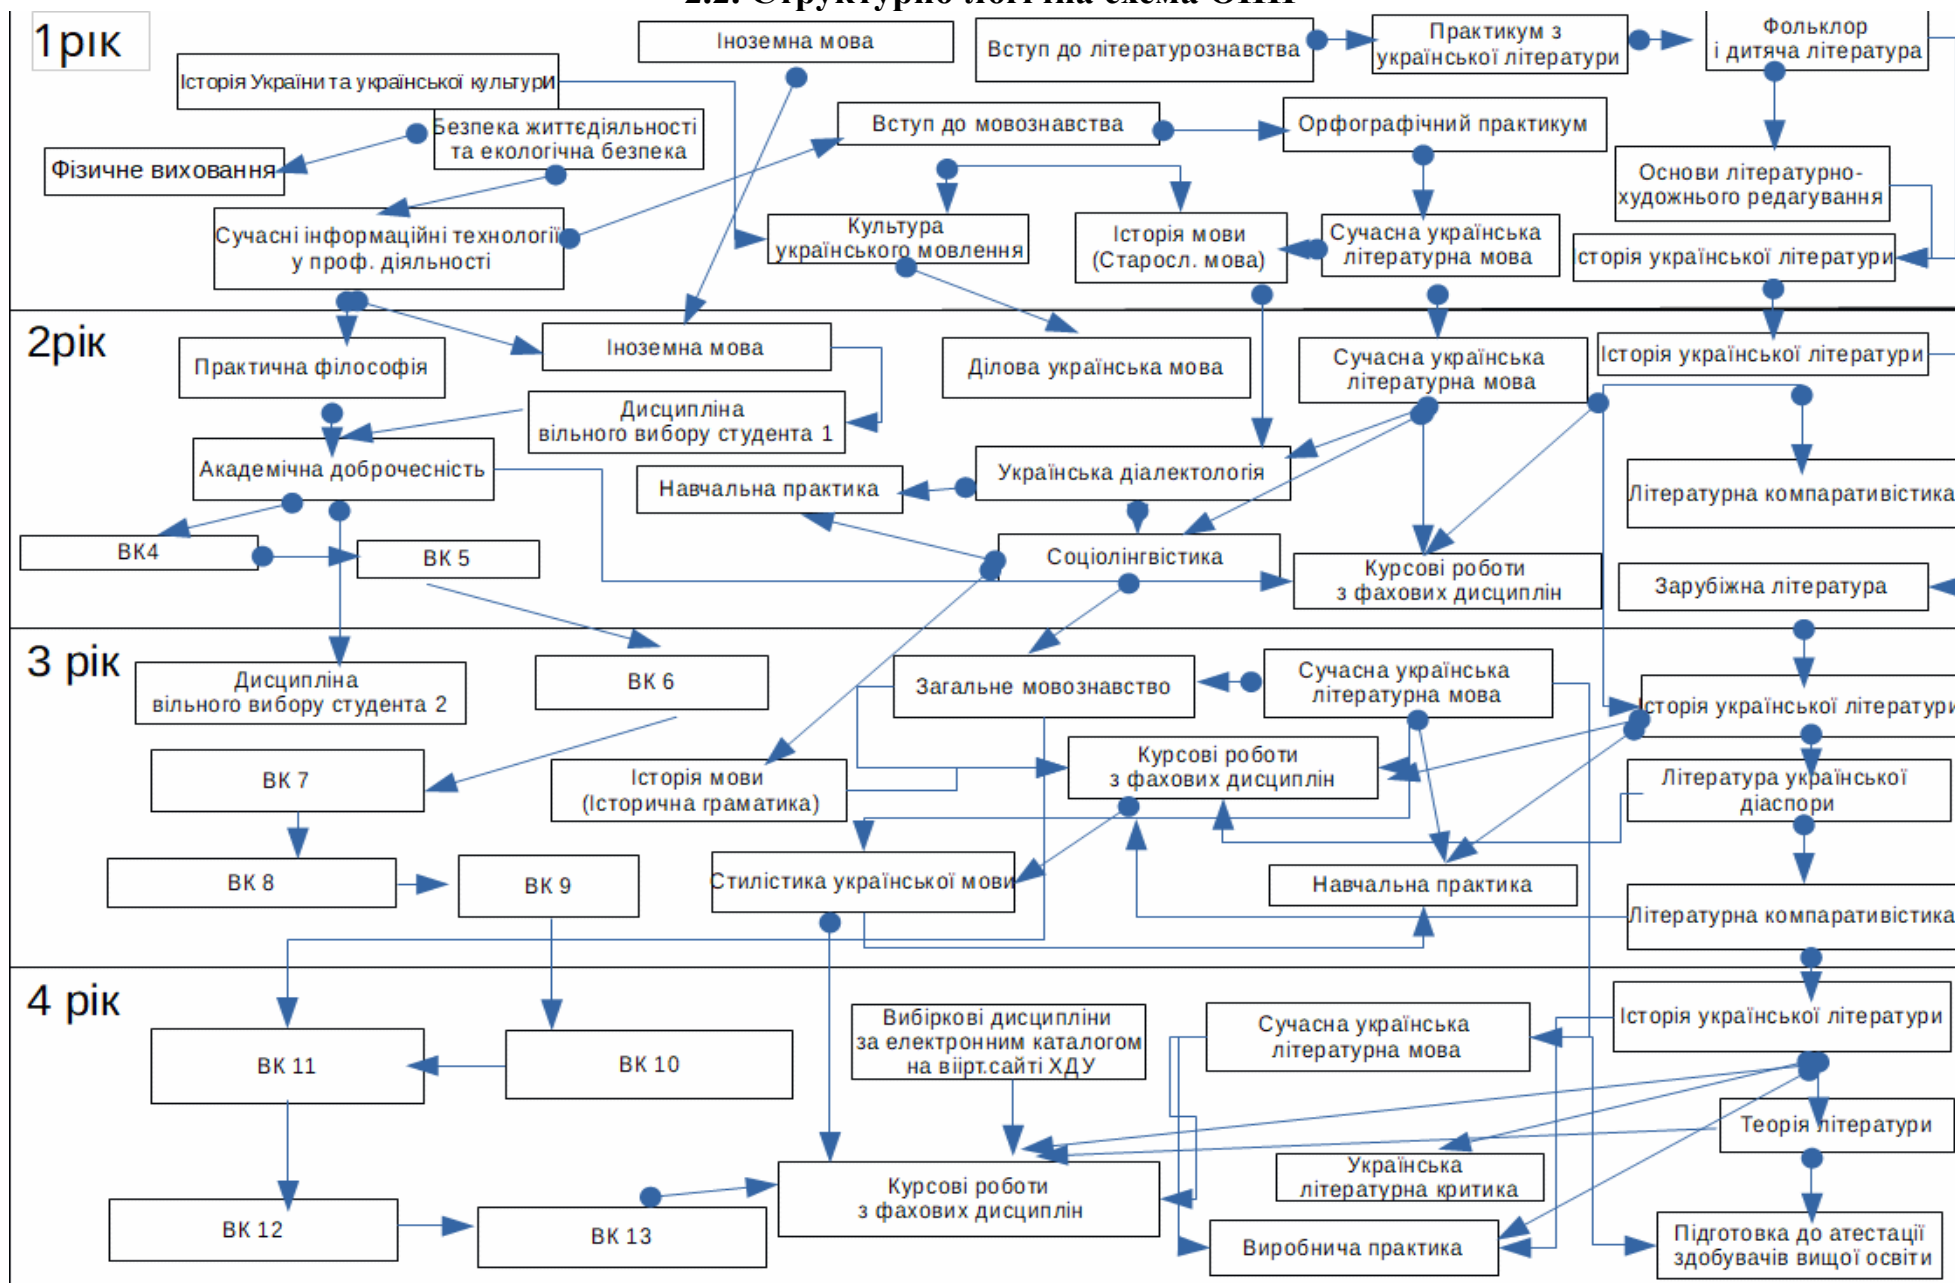 2.2. Структурно-логічна схема ОПП
1рік
Іноземна мова
Вступ до літературознавства
Практикум з
української літератури
Фольклор
і дитяча література
Історія України та української культури
Безпека життєдіяльності
та екологічна безпека
Вступ до мовознавства
Орфографічний практикум
Фізичне виховання
Основи літературно-
художнього редагування
Сучасні інформаційні технології
у проф. діяльності
Культура
українського мовлення
Історія мови
(Старосл. мова)
Сучасна українська
літературна мова
сторія української літератури
2рік
Практична філософія
Іноземна мова
Ділова українська мова
Сучасна українська
літературна мова
Історія української літератури
Дисципліна
вільного вибору студента 1
Академічна доброчесність
Навчальна практика
Українська діалектологія
Літературна компаративістика
ВК4
ВК 5
Соціолінгвістика
Курсові роботи
з фахових дисциплін
Зарубіжна література
3 рік
Дисципліна
вільного вибору студента 2
ВК 6
Загальне мовознавство
Сучасна українська
літературна мова
сторія української літератури
ВК 7
Історія мови
(Історична граматика)
Курсові роботи
з фахових дисциплін
Література української
діаспори
ВК 8
ВК 9
Стилістика української мови
Навчальна практика
Літературна компаративістика
4 рік
ВК 11
ВК 10
Вибіркові дисципліни
за електронним каталогом
на віірт.сайті ХДУ
Сучасна українська
літературна мова
Історія української літератури
Теорія літератури
Українська
літературна критика
Курсові роботи
з фахових дисциплін
ВК 12
ВК 13
Виробнича практика
Підготовка до атестації
здобувачів вищої освіти